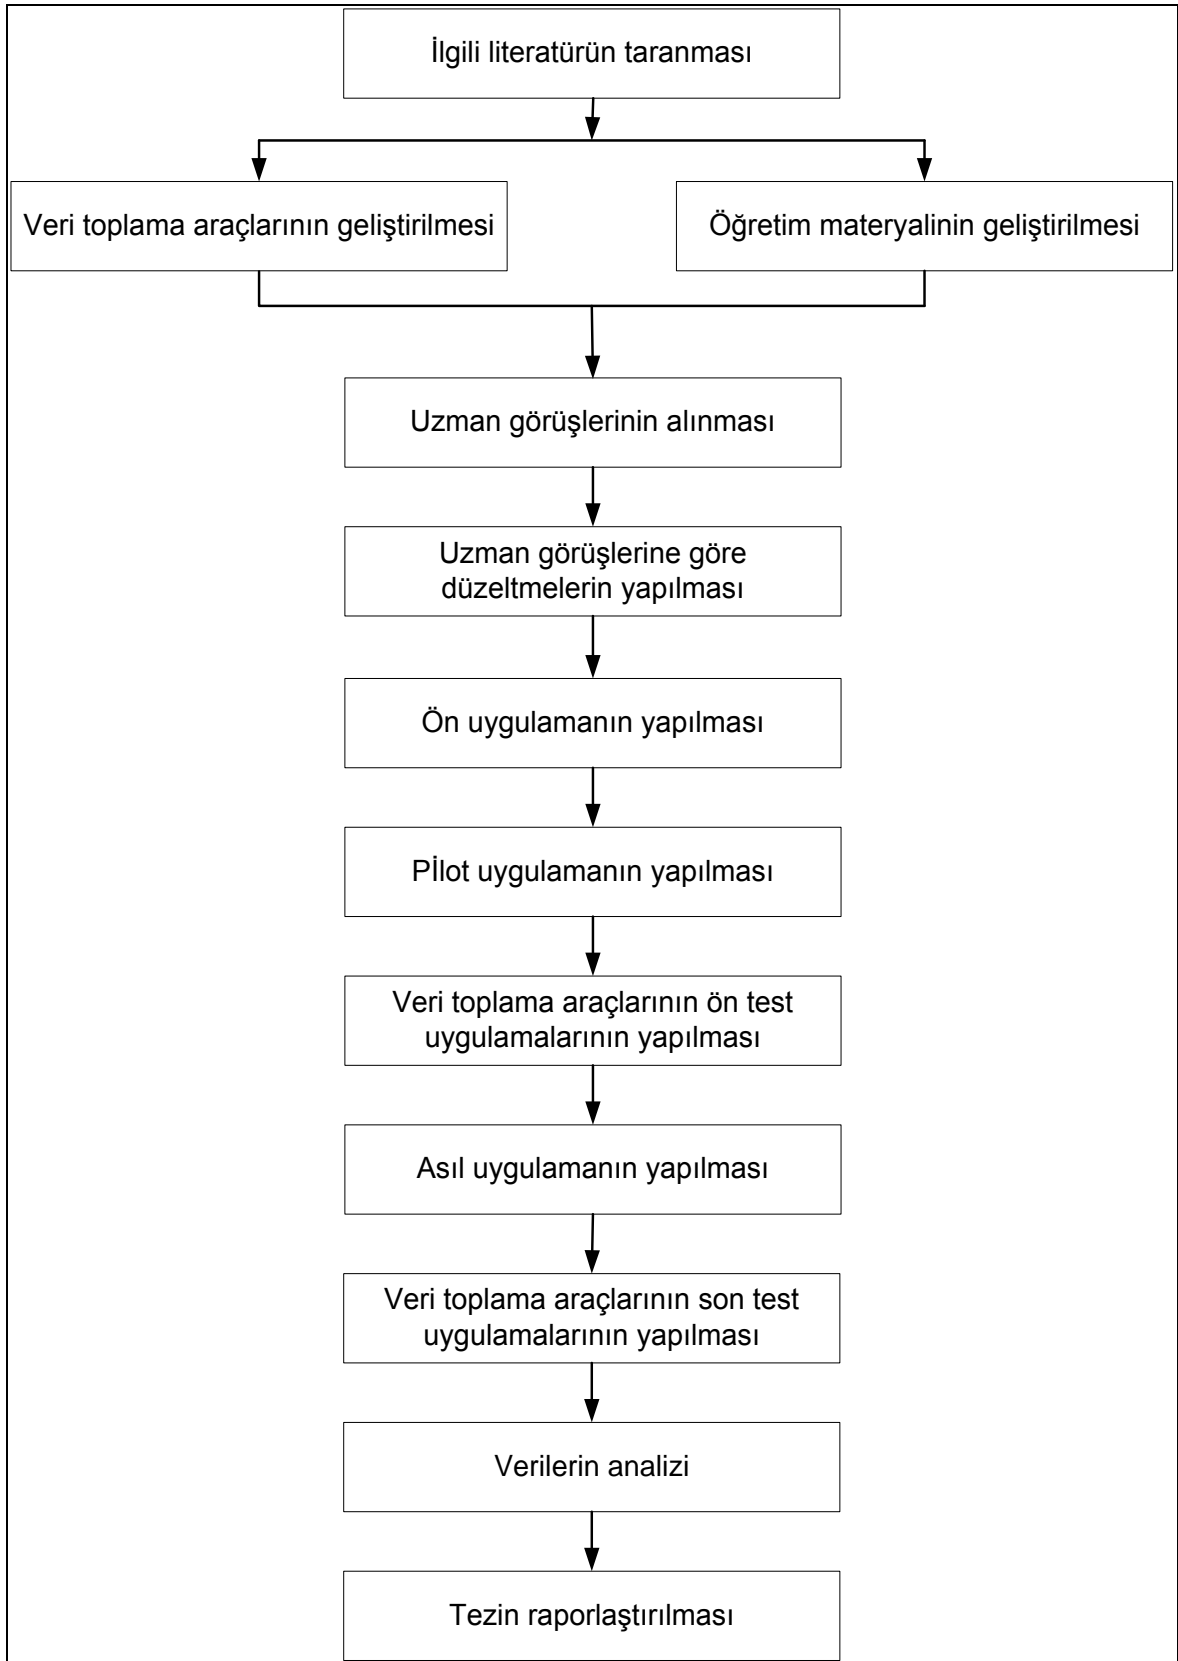 İlgili literatürün taranması
Veri toplama araçlarının geliştirilmesi
Öğretim materyalinin geliştirilmesi
Uzman görüşlerinin alınması
Uzman görüşlerine göre
düzeltmelerin yapılması
Ön uygulamanın yapılması
Pİlot uygulamanın yapılması
Veri toplama araçlarının ön test
uygulamalarının yapılması
Asıl uygulamanın yapılması
Veri toplama araçlarının son test
uygulamalarının yapılması
Verilerin analizi
Tezin raporlaştırılması